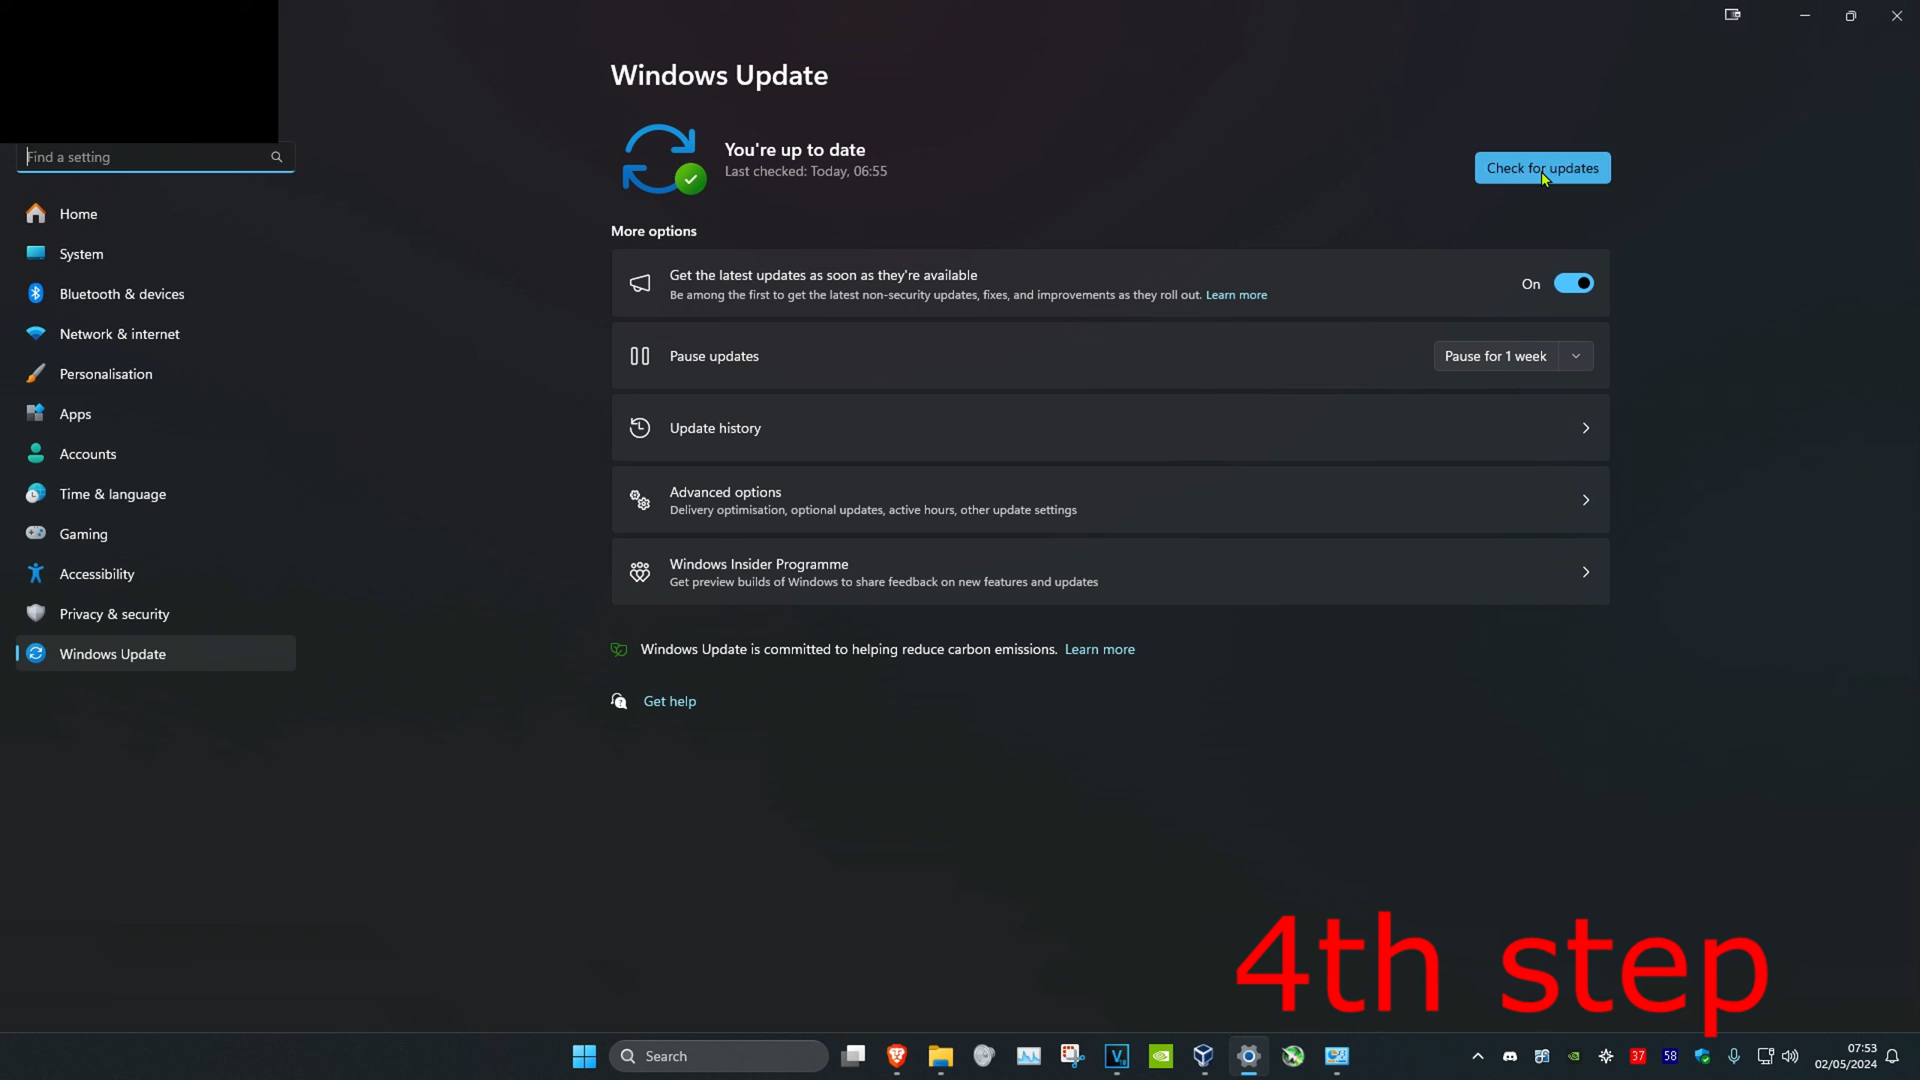 Windows Update
You're up to date
Last checked: Today, 06:55
Check for updates
Find a setting
Home
System
Bluetooth & devices
Network & internet
Personalisation
Apps
Accounts
Time & language
Gaming
Accessibility
Privacy & security
Windows Update
More options
Get the latest updates as soon as they're available
Be among the first to get the latest non-security updates, fixes, and improvements as they roll out. Learn more
On
Pause updates
Pause for 1 week
Update history
Advanced options
Delivery optimisation, optional updates, active hours, other update settings
Windows Insider Programme
Get preview builds of Windows to share feedback on new features and updates
Windows Update is committed to helping reduce carbon emissions. Learn more
Get help
4th step
Search
37
58
07:53
02/05/2024